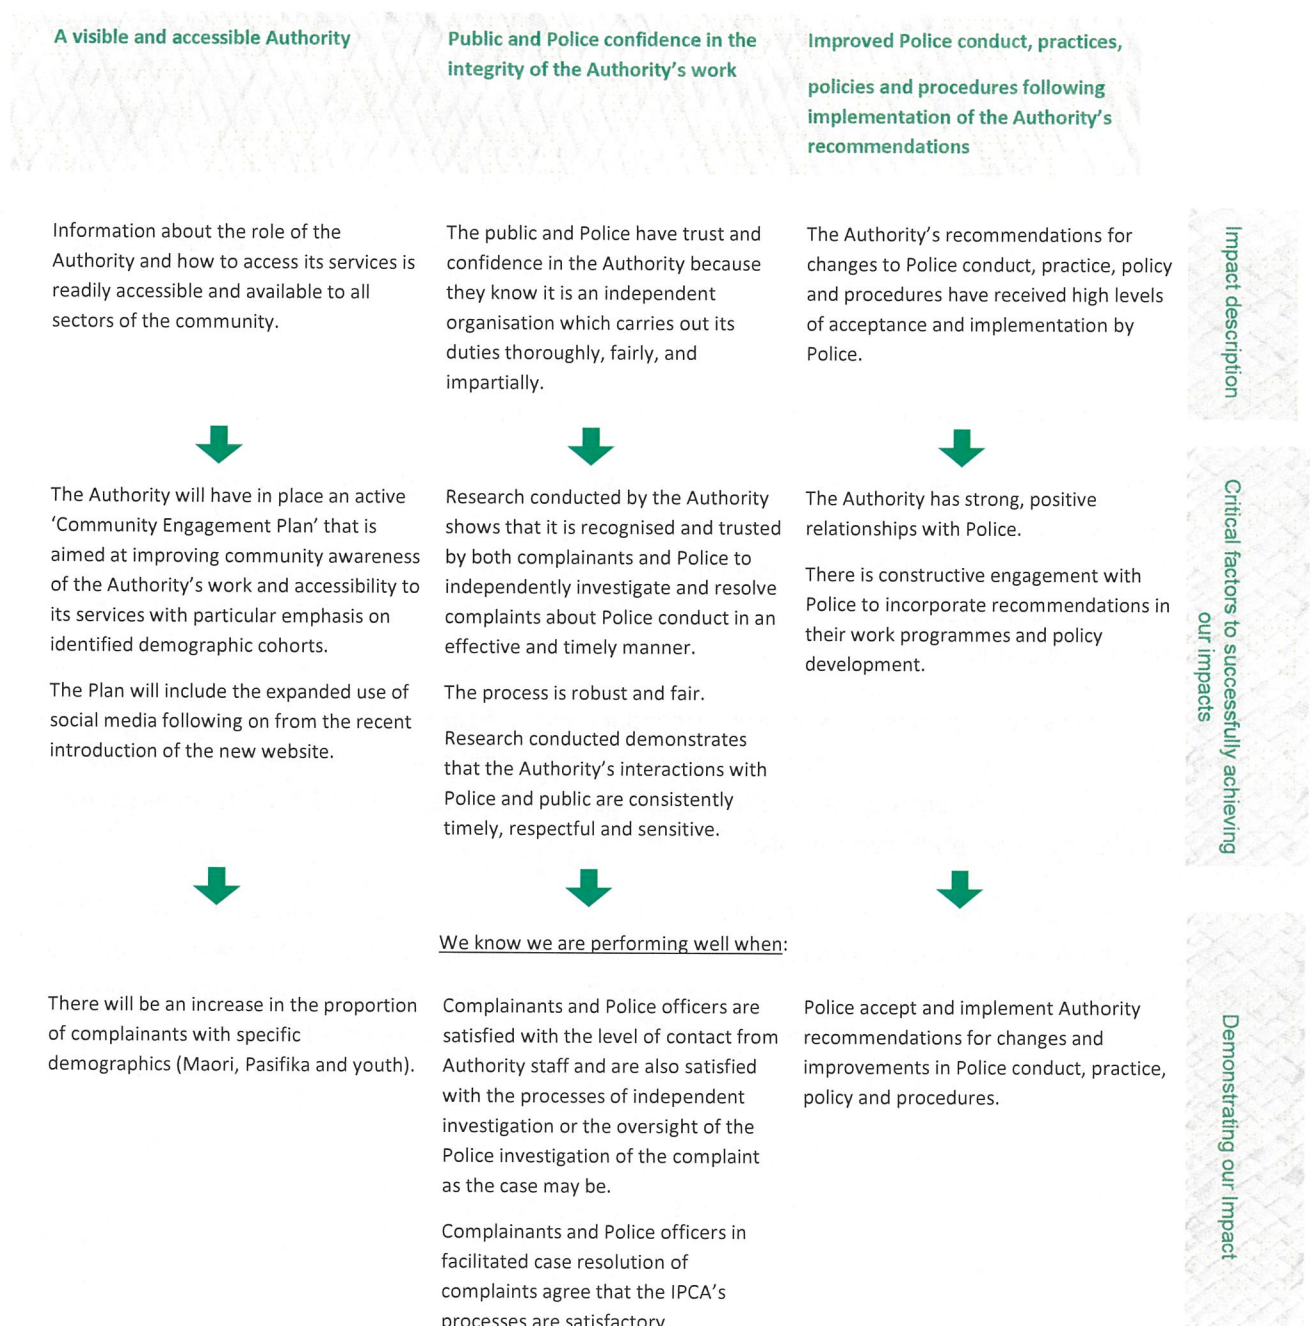 A visible and accessible Authority
Public and Police confidence in the
integrity of the Authority's work
Improved Police conduct, practices,
policies and procedures following
implementation of the Authority's
recommendations
Information about the role of the
Authority and how to access its services is
readily accessible and available to all
sectors of the community.
The public and Police have trust and
confidence in the Authority because
they know it is an independent
organisation which carries out its
duties thoroughly, fairly, and
impartially.
The Authority's recommendations for
changes to Police conduct, practice, policy
and procedures have received high levels
of acceptance and implementation by
Police.
Impact description
The Authority will have in place an active
‘Community Engagement Plan’ that is
aimed at improving community awareness
of the Authority's work and accessibility to
its services with particular emphasis on
identified demographic cohorts.
The Plan will include the expanded use of
social media following on from the recent
introduction of the new website.
Research conducted by the Authority
shows that it is recognised and trusted
by both complainants and Police to
independently investigate and resolve
complaints about Police conduct in an
effective and timely manner.
The process is robust and fair.
Research conducted demonstrates
that the Authority's interactions with
Police and public are consistently
timely, respectful and sensitive.
The Authority has strong, positive
relationships with Police.
There is constructive engagement with
Police to incorporate recommendations in
their work programmes and policy
development.
Critical factors to successfully achieving
our impacts
We know we are performing well when:
There will be an increase in the proportion
of complainants with specific
demographics (Maori, Pasifika and youth).
Complainants and Police officers are
satisfied with the level of contact from
Authority staff and are also satisfied
with the processes of independent
investigation or the oversight of the
Police investigation of the complaint
as the case may be.
Complainants and Police officers in
facilitated case resolution of
complaints agree that the IPCA's
processes are satisfactory
Police accept and implement Authority
recommendations for changes and
improvements in Police conduct, practice,
policy and procedures.
Demonstrating our Impact